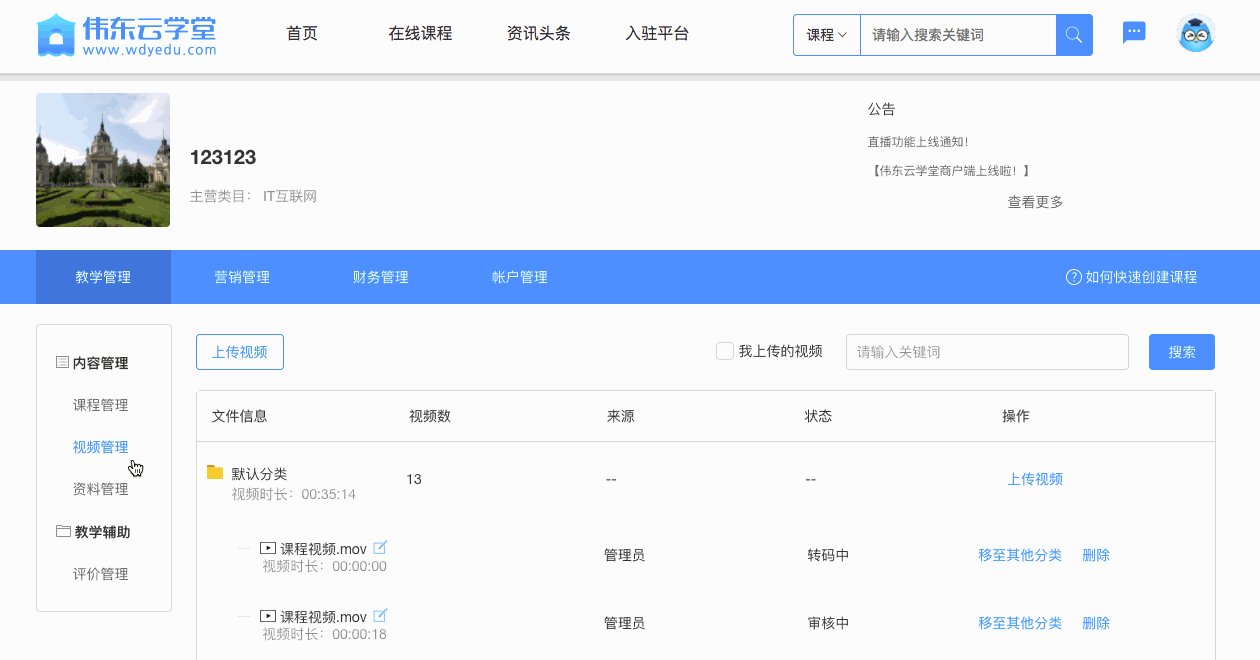 伟东云学堂
www.wdyedu.com
首页 在线课程 资讯头条 入驻平台 课程 请输入搜索关键词
公告
直播功能上线通知!
【伟东云学堂商户端上线啦！】
查看更多
123123
主营类目： IT互联网
教学管理 营销管理 财务管理 帐户管理 ?如何快速创建课程
内容管理
课程管理
视频管理
资料管理
教学辅助
评价管理
上传视频 我上传的视频 请输入关键词 搜索
文件信息 视频数 来源 状态 操作
默认分类 13 -- -- 上传视频
视频时长：00:35:14
课程视频.mov 管理员 转码中 移至其他分类 删除
视频时长：00:00:00
课程视频.mov 管理员 审核中 移至其他分类 删除
视频时长：00:00:18